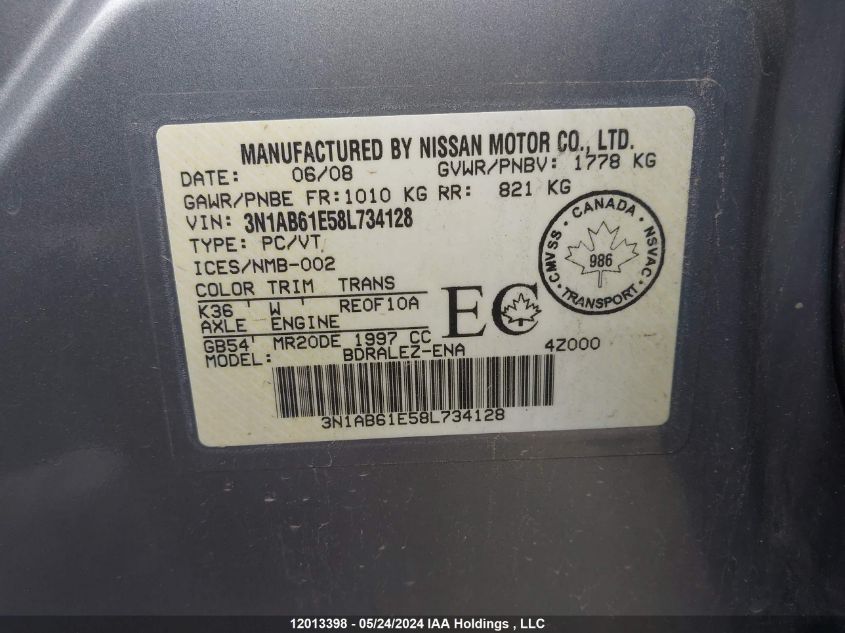 MANUFACTURED BY NISSAN MOTOR CO., LTD.
DATE: 06/08 GVWR/PNBV: 1778 KG
GAWR/PNBE FR:1010 KG RR: 821 KG
VIN: 3N1AB61E58L734128
TYPE: PC/VT
ICES/NMB-002
COLOR TRIM TRANS
K36 ' W ' RE0F10A
AXLE ENGINE
GB54' MR20DE 1997 CC
MODEL: BDRALEZ-ENA 4Z000
EC
CANADA
CMVSS · NSVAC
986
TRANSPORT
3N1AB61E58L734128
12013398 - 05/24/2024 IAA Holdings , LLC